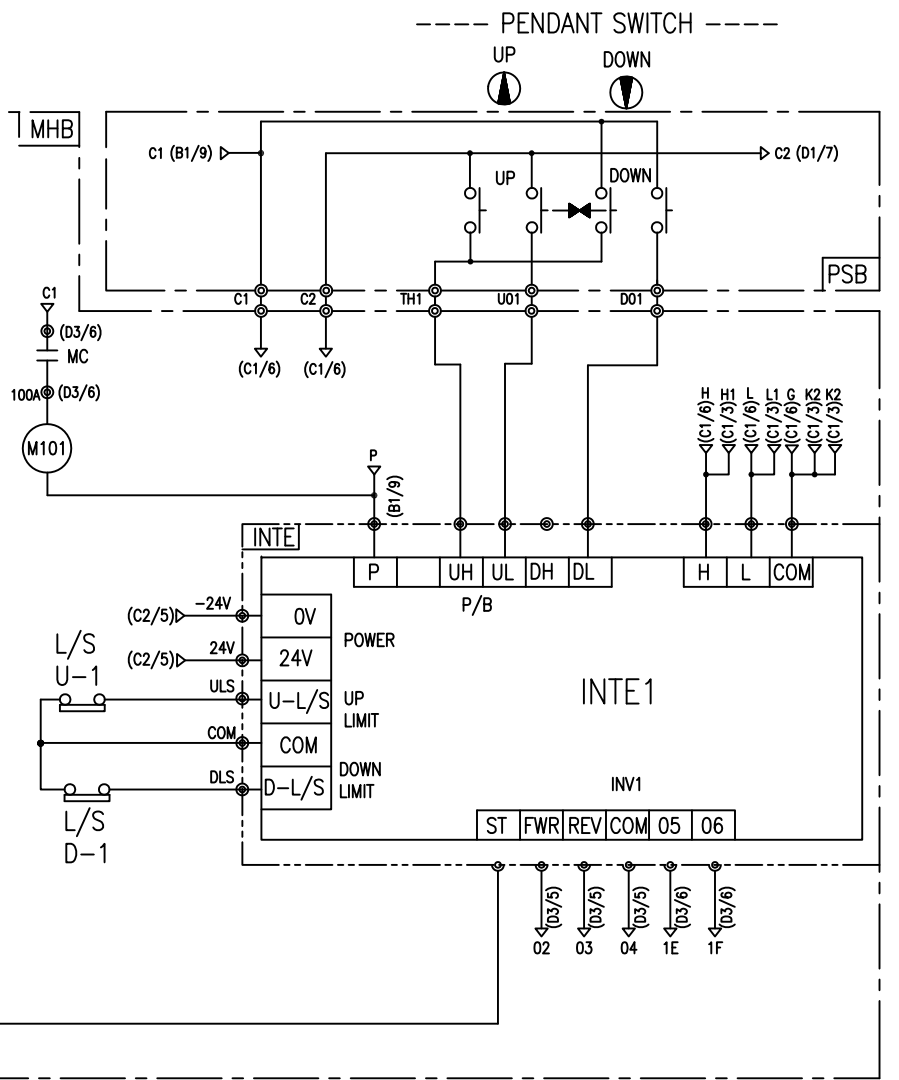 PENDANT SWITCH
UP
DOWN
MHB
C1 (B1/9)
C2 (D1/7)
UP
DOWN
PSB
C1
C2
TH1
U01
D01
(C1/6)
(C1/6)
C1
(D3/6)
MC
100A
(D3/6)
M101
P
(B1/9)
H
H1
L
L1
G
K2
K2
(C1/6)
(C1/3)
(C1/6)
(C1/3)
(C1/6)
(C1/3)
(C1/3)
INTE
P
UH
UL
DH
DL
H
L
COM
P/B
(C2/5)
-24V
0V
POWER
(C2/5)
24V
24V
L/S
U-1
ULS
U-L/S
UP
LIMIT
COM
COM
DLS
D-L/S
DOWN
LIMIT
L/S
D-1
INTE1
INV1
ST
FWR
REV
COM
05
06
(D3/5)
(D3/5)
(D3/5)
(D3/6)
(D3/6)
02
03
04
1E
1F